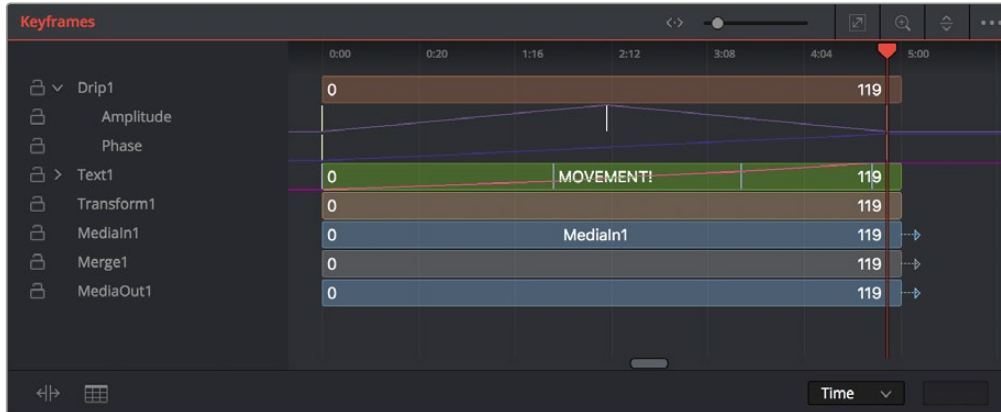 Keyframes
0:00 0:20 1:16 2:12 3:08 4:04 5:00
Drip1 0 119
Amplitude
Phase
Text1 0 MOVEMENT! 119
Transform1 0 119
MediaIn1 0 MediaIn1 119
Merge1 0 119
MediaOut1 0 119
Time